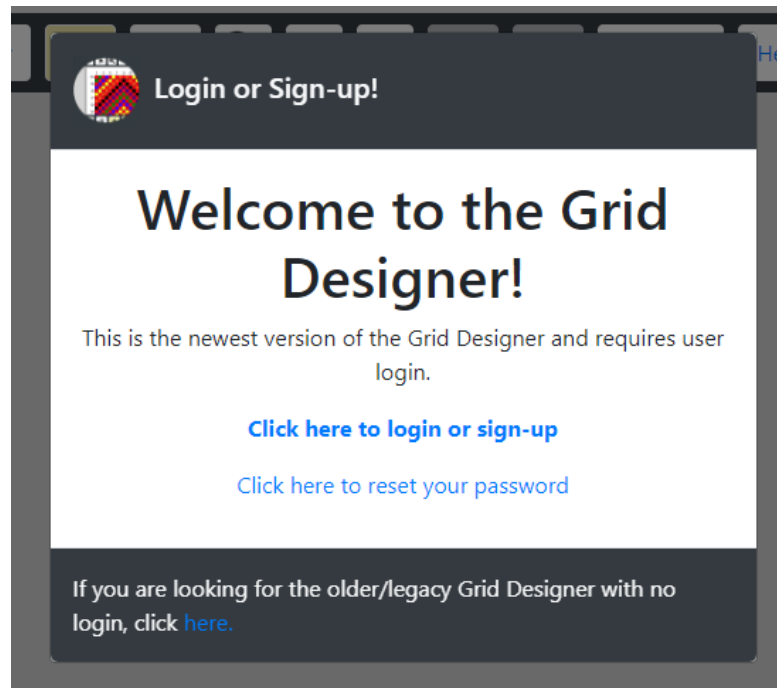 He
Login or Sign-up!
Welcome to the Grid
Designer!
This is the newest version of the Grid Designer and requires user
login.
Click here to login or sign-up
Click here to reset your password
If you are looking for the older/legacy Grid Designer with no
login, click here.